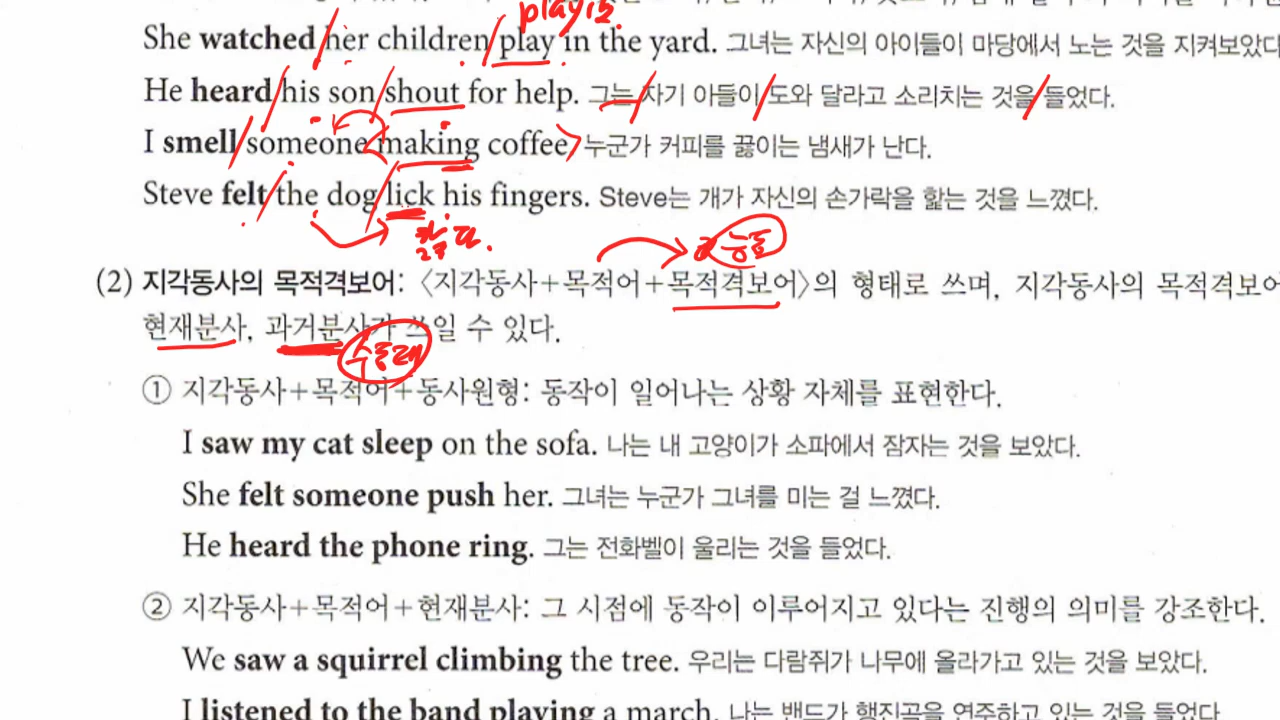 playing.
She watched her children play in the yard. 그녀는 자신의 아이들이 마당에서 노는 것을 지켜보았다
He heard his son shout for help. 그는 자기 아들이 도와 달라고 소리치는 것을 들었다.
I smell someone making coffee 누군가 커피를 끓이는 냄새가 난다.
Steve felt the dog lick his fingers. Steve는 개가 자신의 손가락을 핥는 것을 느꼈다.
핥다.
능동
(2) 지각동사의 목적격보어: 〈지각동사+목적어+목적격보어〉의 형태로 쓰며, 지각동사의 목적격보어
현재분사, 과거분사가 쓰일 수 있다.
① 지각동사+목적어+동사원형: 동작이 일어나는 상황 자체를 표현한다.
I saw my cat sleep on the sofa. 나는 내 고양이가 소파에서 잠자는 것을 보았다.
She felt someone push her. 그녀는 누군가 그녀를 미는 걸 느꼈다.
He heard the phone ring. 그는 전화벨이 울리는 것을 들었다.
② 지각동사+목적어+현재분사: 그 시점에 동작이 이루어지고 있다는 진행의 의미를 강조한다.
We saw a squirrel climbing the tree. 우리는 다람쥐가 나무에 올라가고 있는 것을 보았다.
I listened to the band playing a march. 나는 밴드가 행진곡을 연주하고 있는 것을 들었다